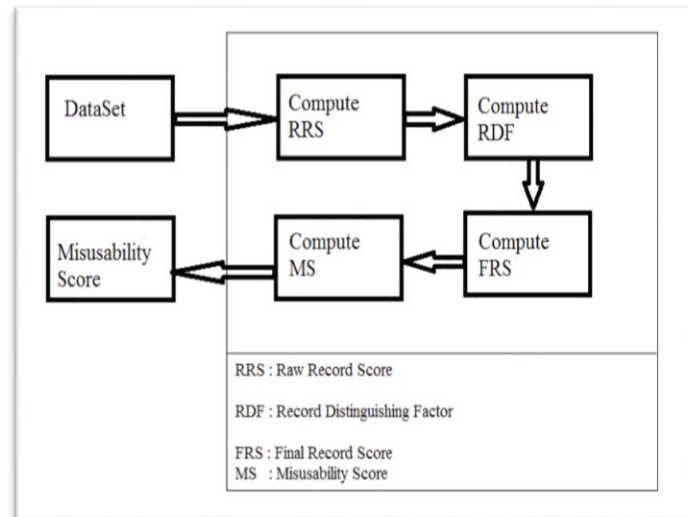 DataSet
Compute
RRS
Compute
RDF
Misusability
Score
Compute
MS
Compute
FRS
RRS : Raw Record Score
RDF : Record Distinguishing Factor
FRS : Final Record Score
MS : Misusability Score